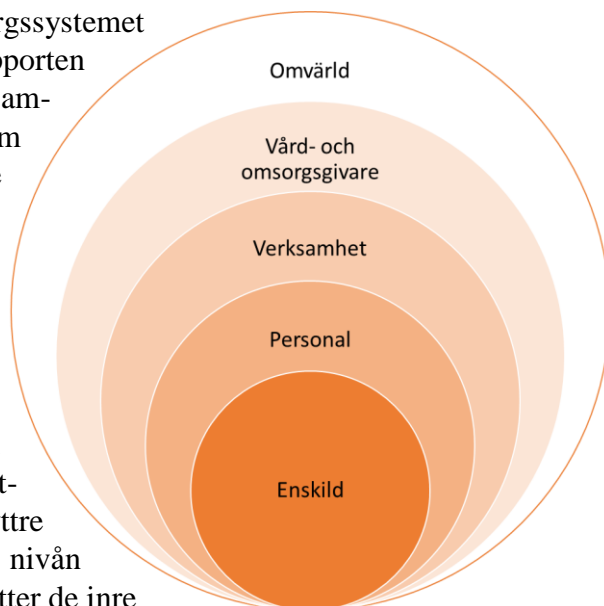 rgssystemet
pporten
am-
m
t-
ttre
nivån
tter de inre
Omvärld
Vård- och
omsorgsgivare
Verksamhet
Personal
Enskild